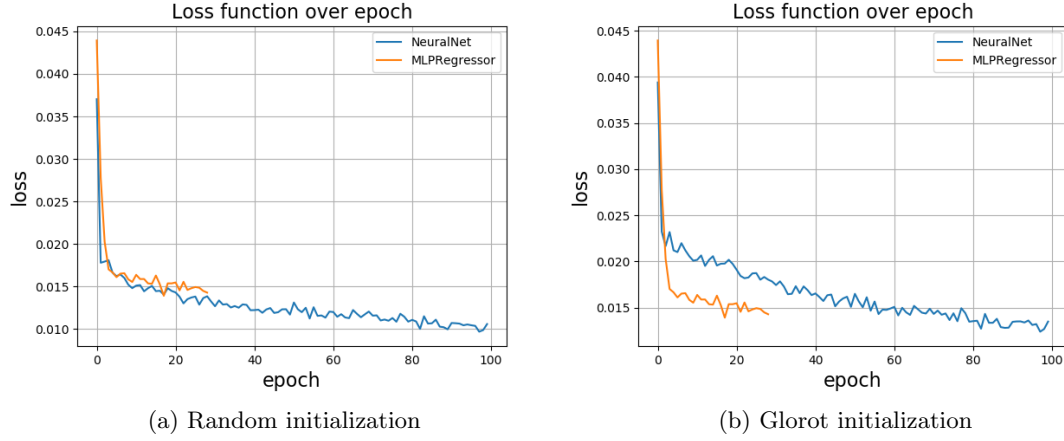 Loss function over epoch
NeuralNet
MLPRegressor
0.045
0.040
0.035
0.030
0.025
0.020
0.015
0.010
loss
0 20 40 60 80 100
epoch
(a) Random initialization
Loss function over epoch
NeuralNet
MLPRegressor
0.045
0.040
0.035
0.030
0.025
0.020
0.015
loss
0 20 40 60 80 100
epoch
(b) Glorot initialization